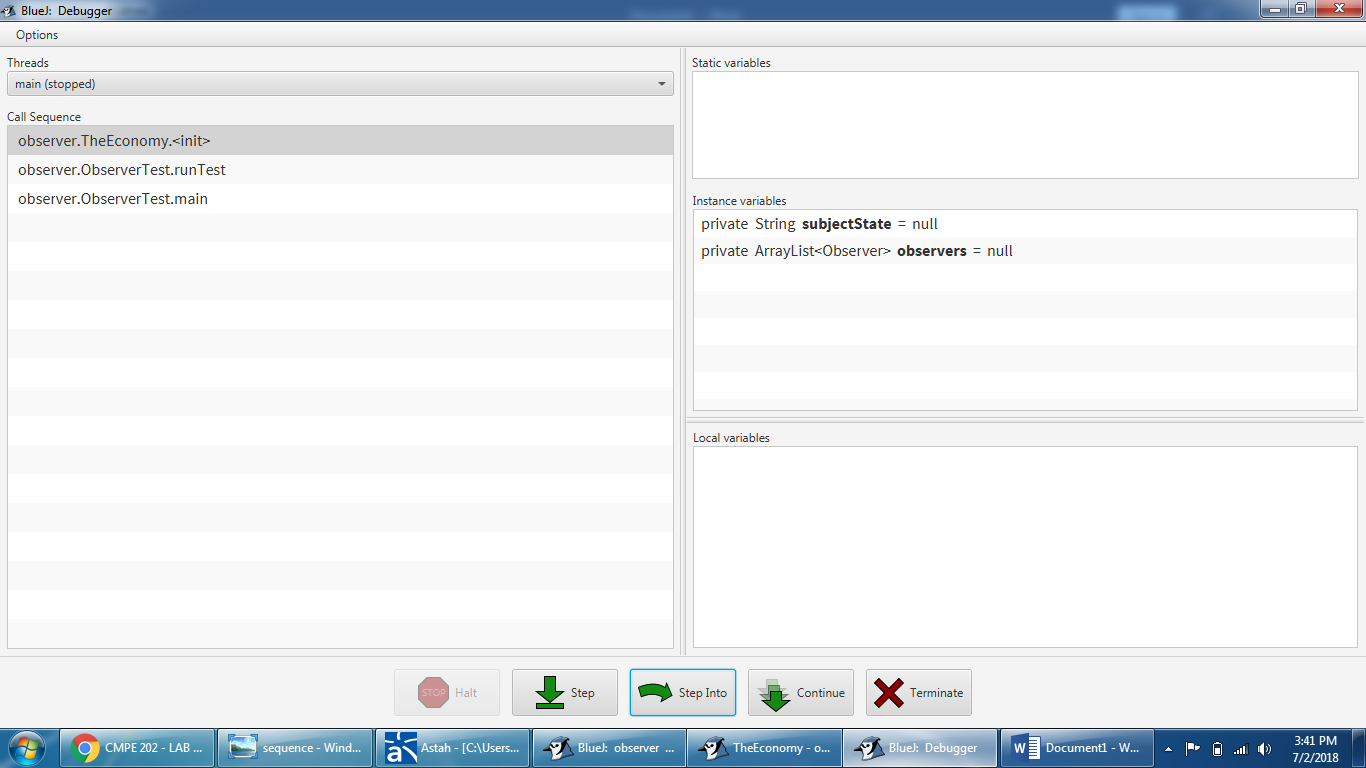 BlueJ: Debugger
Options
Threads
main (stopped)
Call Sequence
observer.TheEconomy.<init>
observer.ObserverTest.runTest
observer.ObserverTest.main
Static variables
Instance variables
private String subjectState = null
private ArrayList<Observer> observers = null
Local variables
STOP Halt
Step
Step Into
Continue
Terminate
CMPE 202 - LAB ...
sequence - Wind...
Astah - [C:\Users...
BlueJ: observer ...
TheEconomy - o...
BlueJ: Debugger
Document1 - W...
3:41 PM
7/2/2018